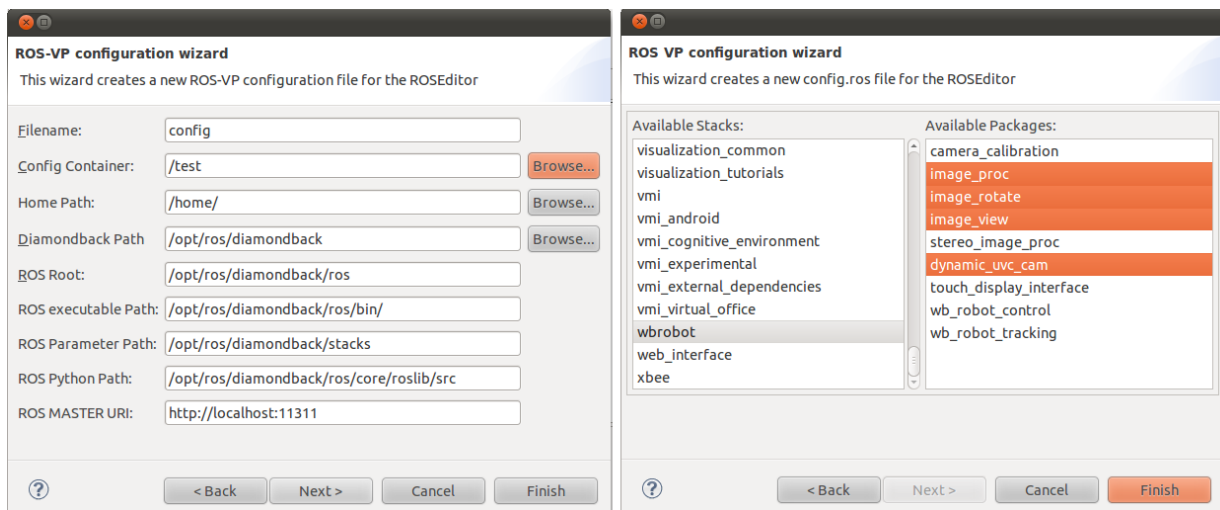 ROS-VP configuration wizard
This wizard creates a new ROS-VP configuration file for the ROSEditor
Filename: config
Config Container: /test Browse...
Home Path: /home/ Browse...
Diamondback Path /opt/ros/diamondback Browse...
ROS Root: /opt/ros/diamondback/ros
ROS executable Path: /opt/ros/diamondback/ros/bin/
ROS Parameter Path: /opt/ros/diamondback/stacks
ROS Python Path: /opt/ros/diamondback/ros/core/roslib/src
ROS MASTER URI: http://localhost:11311
? < Back Next > Cancel Finish
ROS VP configuration wizard
This wizard creates a new config.ros file for the ROSEditor
Available Stacks:
visualization_common
visualization_tutorials
vmi
vmi_android
vmi_cognitive_environment
vmi_experimental
vmi_external_dependencies
vmi_virtual_office
wbrobot
web_interface
xbee
Available Packages:
camera_calibration
image_proc
image_rotate
image_view
stereo_image_proc
dynamic_uvc_cam
touch_display_interface
wb_robot_control
wb_robot_tracking
? < Back Next > Cancel Finish